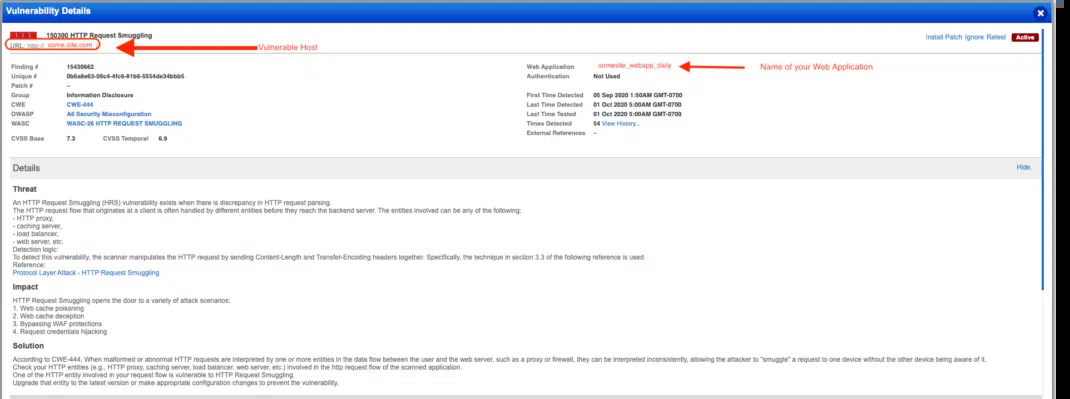 Vulnerability Details
150300 HTTP Request Smuggling
URL: http:// some.site.com
Vulnerable Host
Install Patch Ignore Retest Active
Finding # 15430662
Unique # 0b6a8e63-09c4-4fc6-81b6-5554de34bbb5
Patch # –
Group Information Disclosure
CWE CWE-444
OWASP A6 Security Misconfiguration
WASC WASC-26 HTTP REQUEST SMUGGLING
CVSS Base 7.3 CVSS Temporal 6.9
Web Application somesite_webapp_daily
Name of your Web Application
Authentication Not Used
First Time Detected 05 Sep 2020 1:50AM GMT-0700
Last Time Detected 01 Oct 2020 5:00AM GMT-0700
Last Time Tested 01 Oct 2020 5:00AM GMT-0700
Times Detected 54 View History...
External References –
Details
Hide
Threat
An HTTP Request Smuggling (HRS) vulnerability exists when there is discrepancy in HTTP request parsing.
The HTTP request flow that originates at a client is often handled by different entities before they reach the backend server. The entities involved can be any of the following:
- HTTP proxy,
- caching server,
- load balancer,
- web server, etc.
Detection logic:
To detect this vulnerability, the scanner manipulates the HTTP request by sending Content-Length and Transfer-Encoding headers together. Specifically, the technique in section 3.3 of the following reference is used.
Reference:
Protocol Layer Attack - HTTP Request Smuggling
Impact
HTTP Request Smuggling opens the door to a variety of attack scenarios:
1. Web cache poisoning
2. Web cache deception
3. Bypassing WAF protections
4. Request credentials hijacking
Solution
According to CWE-444, When malformed or abnormal HTTP requests are interpreted by one or more entities in the data flow between the user and the web server, such as a proxy or firewall, they can be interpreted inconsistently, allowing the attacker to "smuggle" a request to one device without the other device being aware of it.
Check your HTTP entities (e.g., HTTP proxy, caching server, load balancer, web server, etc.) involved in the http request flow of the scanned application.
One of the HTTP entity involved in your request flow is vulnerable to HTTP Request Smuggling.
Upgrade that entity to the latest version or make appropriate configuration changes to prevent the vulnerability.